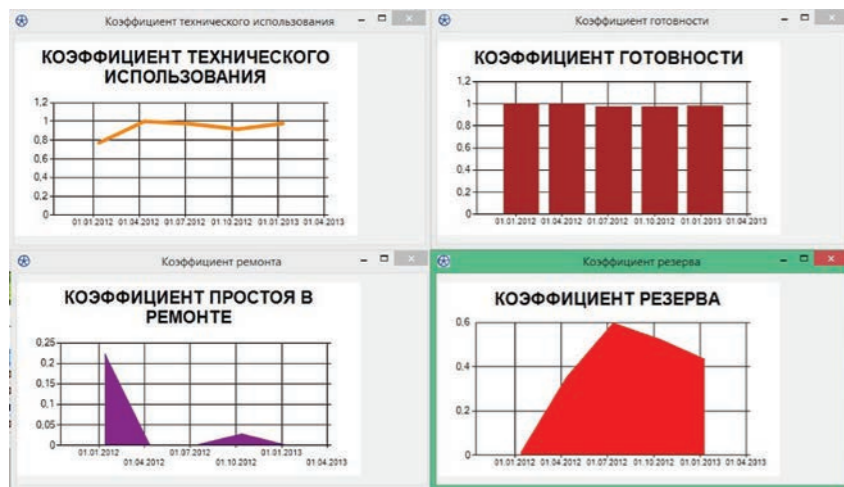 Коэффициент технического использования
КОЭФФИЦИЕНТ ТЕХНИЧЕСКОГО
ИСПОЛЬЗОВАНИЯ
1,2
1
0,8
0,6
0,4
0,2
0
01.01.2012 01.04.2012 01.07.2012 01.10.2012 01.01.2013 01.04.2013
Коэффициент готовности
КОЭФФИЦИЕНТ ГОТОВНОСТИ
1,2
1
0,8
0,6
0,4
0,2
0
01.01.2012 01.04.2012 01.07.2012 01.10.2012 01.01.2013 01.04.2013
Коэффициент ремонта
КОЭФФИЦИЕНТ ПРОСТОЯ В
РЕМОНТЕ
0,25
0,2
0,15
0,1
0,05
0
01.01.2012 01.07.2012 01.01.2013
01.04.2012 01.10.2012 01.04.2013
Коэффициент резерва
КОЭФФИЦИЕНТ РЕЗЕРВА
0,6
0,4
0,2
0
01.01.2012 01.04.2012 01.07.2012 01.10.2012 01.01.2013 01.04.2013